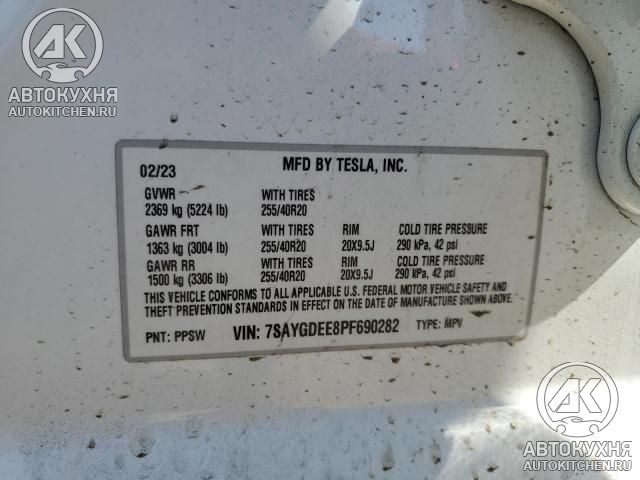 AK
АВТОКУХНЯ
AUTOKITCHEN.RU
02/23 MFD BY TESLA, INC.
GVWR WITH TIRES
2369 kg (5224 lb) 255/40R20
GAWR FRT WITH TIRES RIM COLD TIRE PRESSURE
1363 kg (3004 lb) 255/40R20 20X9.5J 290 kPa, 42 psi
GAWR RR WITH TIRES RIM COLD TIRE PRESSURE
1500 kg (3306 lb) 255/40R20 20X9.5J 290 kPa, 42 psi
THIS VEHICLE CONFORMS TO ALL APPLICABLE U.S. FEDERAL MOTOR VEHICLE SAFETY AND
THEFT PREVENTION STANDARDS IN EFFECT ON THE DATE OF MANUFACTURE SHOWN ABOVE.
PNT: PPSW VIN: 7SAYGDEE8PF690282 TYPE: MPV
AK
АВТОКУХНЯ
AUTOKITCHEN.RU